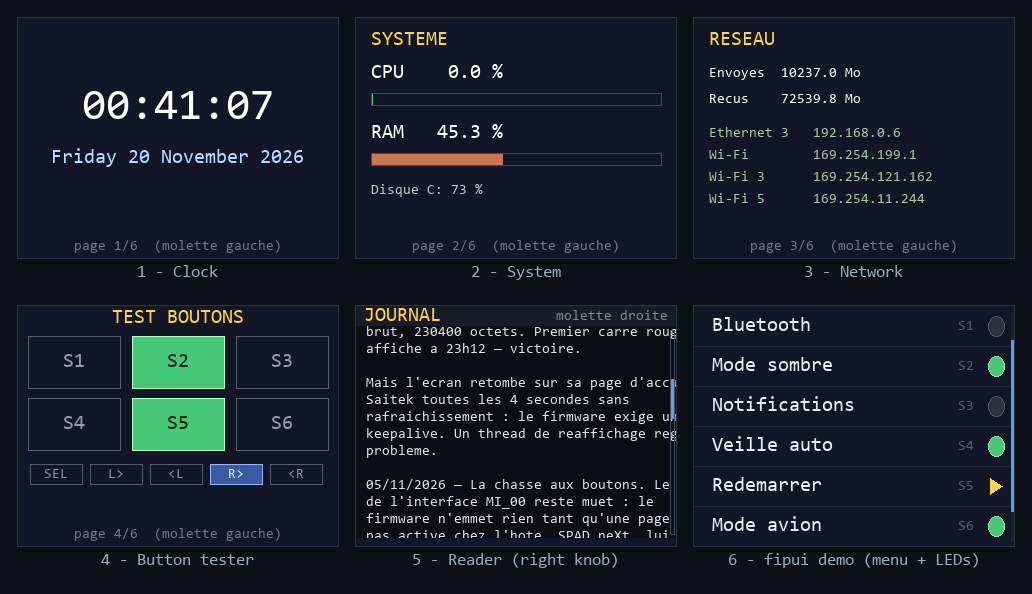 00:41:07
Friday 20 November 2026
page 1/6 (molette gauche)
1 - Clock
SYSTEME
CPU 0.0 %
RAM 45.3 %
Disque C: 73 %
page 2/6 (molette gauche)
2 - System
RESEAU
Envoyes 10237.0 Mo
Recus 72539.8 Mo
Ethernet 3 192.168.0.6
Wi-Fi 169.254.199.1
Wi-Fi 3 169.254.121.162
Wi-Fi 5 169.254.11.244
page 3/6 (molette gauche)
3 - Network
TEST BOUTONS
S1 S2 S3
S4 S5 S6
SEL L> <L R> <R
page 4/6 (molette gauche)
4 - Button tester
JOURNAL molette droite
brut, 230400 octets. Premier carre roug
affiche a 23h12 — victoire.
Mais l'ecran retombe sur sa page d'accu
Saitek toutes les 4 secondes sans
rafraichissement : le firmware exige un
keepalive. Un thread de reaffichage reg
probleme.
05/11/2026 — La chasse aux boutons. Le
de l'interface MI_00 reste muet : le
firmware n'emmet rien tant qu'une page
pas active chez l'hote. SPAD neXt, lui
5 - Reader (right knob)
Bluetooth S1
Mode sombre S2
Notifications S3
Veille auto S4
Redemarrer S5
Mode avion S6
6 - fipui demo (menu + LEDs)